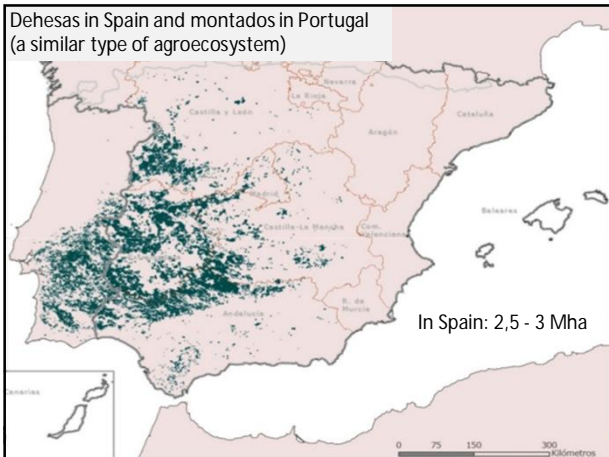 Dehesas in Spain and montados in Portugal
(a similar type of agroecosystem)
Navarra
La Rioja
Castilla y León
Cataluña
Aragón
Madrid
Baleares
Castilla-La Mancha
Com.
Valenciana
R. de
Murcia
Andalucía
In Spain: 2,5 - 3 Mha
Canarias
0 75 150 300
Kilómetros